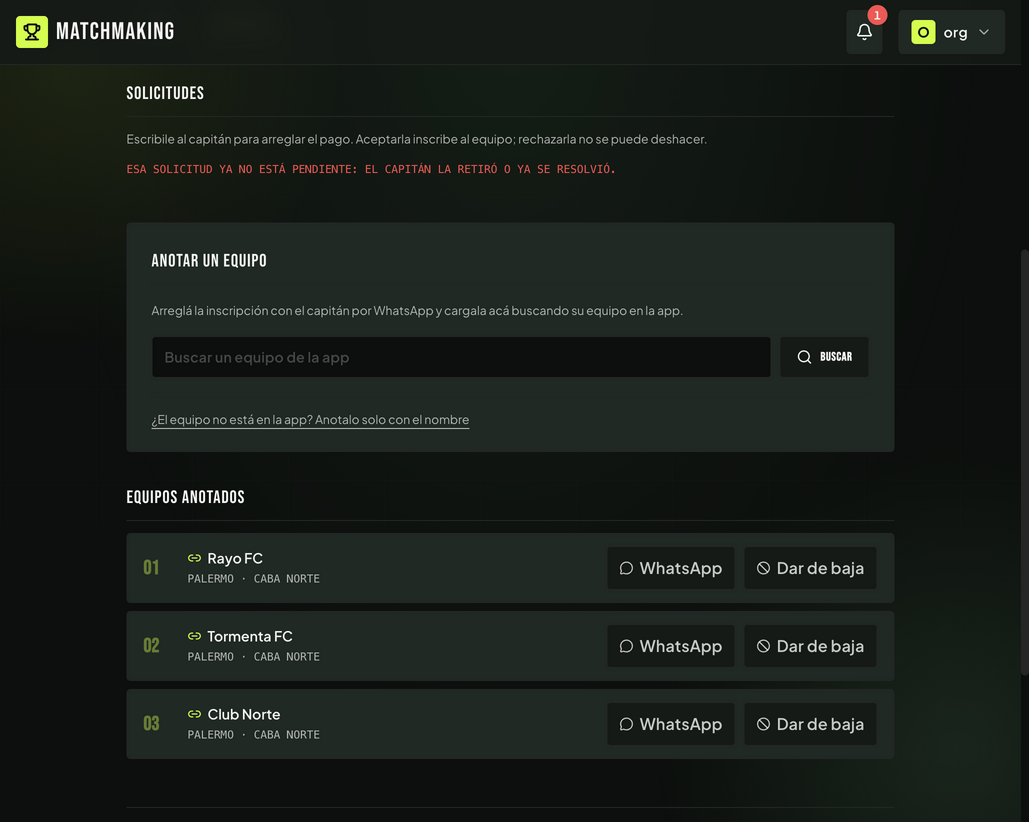 MATCHMAKING
1
O org
SOLICITUDES
Escribile al capitán para arreglar el pago. Aceptarla inscribe al equipo; rechazarla no se puede deshacer.
ESA SOLICITUD YA NO ESTÁ PENDIENTE: EL CAPITÁN LA RETIRÓ O YA SE RESOLVIÓ.
ANOTAR UN EQUIPO
Arreglá la inscripción con el capitán por WhatsApp y cargala acá buscando su equipo en la app.
Buscar un equipo de la app
BUSCAR
¿El equipo no está en la app? Anotalo solo con el nombre
EQUIPOS ANOTADOS
01 Rayo FC WhatsApp Dar de baja
PALERMO · CABA NORTE
02 Tormenta FC WhatsApp Dar de baja
PALERMO · CABA NORTE
03 Club Norte WhatsApp Dar de baja
PALERMO · CABA NORTE